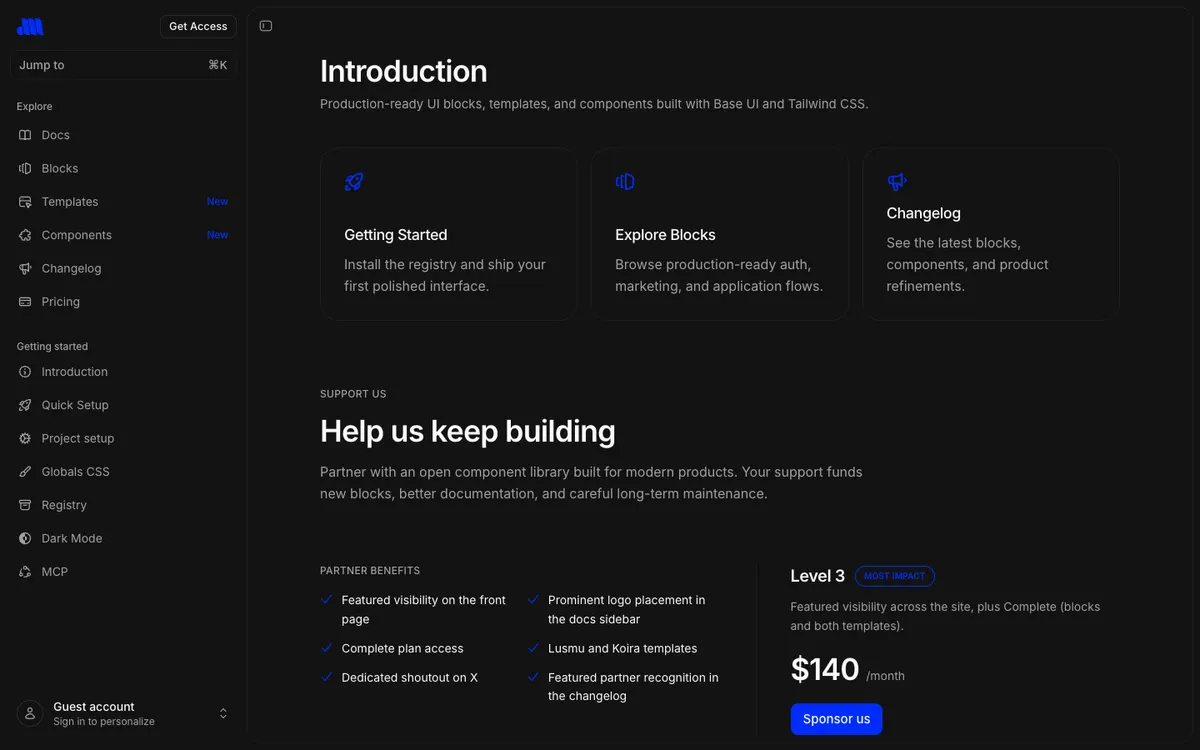 Get Access
Jump to ⌘K
Explore
Docs
Blocks
Templates New
Components New
Changelog
Pricing
Getting started
Introduction
Quick Setup
Project setup
Globals CSS
Registry
Dark Mode
MCP
Guest account
Sign in to personalize
Introduction
Production-ready UI blocks, templates, and components built with Base UI and Tailwind CSS.
Getting Started
Install the registry and ship your
first polished interface.
Explore Blocks
Browse production-ready auth,
marketing, and application flows.
Changelog
See the latest blocks,
components, and product
refinements.
SUPPORT US
Help us keep building
Partner with an open component library built for modern products. Your support funds
new blocks, better documentation, and careful long-term maintenance.
PARTNER BENEFITS
Featured visibility on the front
page
Complete plan access
Dedicated shoutout on X
Prominent logo placement in
the docs sidebar
Lusmu and Koira templates
Featured partner recognition in
the changelog
Level 3 MOST IMPACT
Featured visibility across the site, plus Complete (blocks
and both templates).
$140 /month
Sponsor us